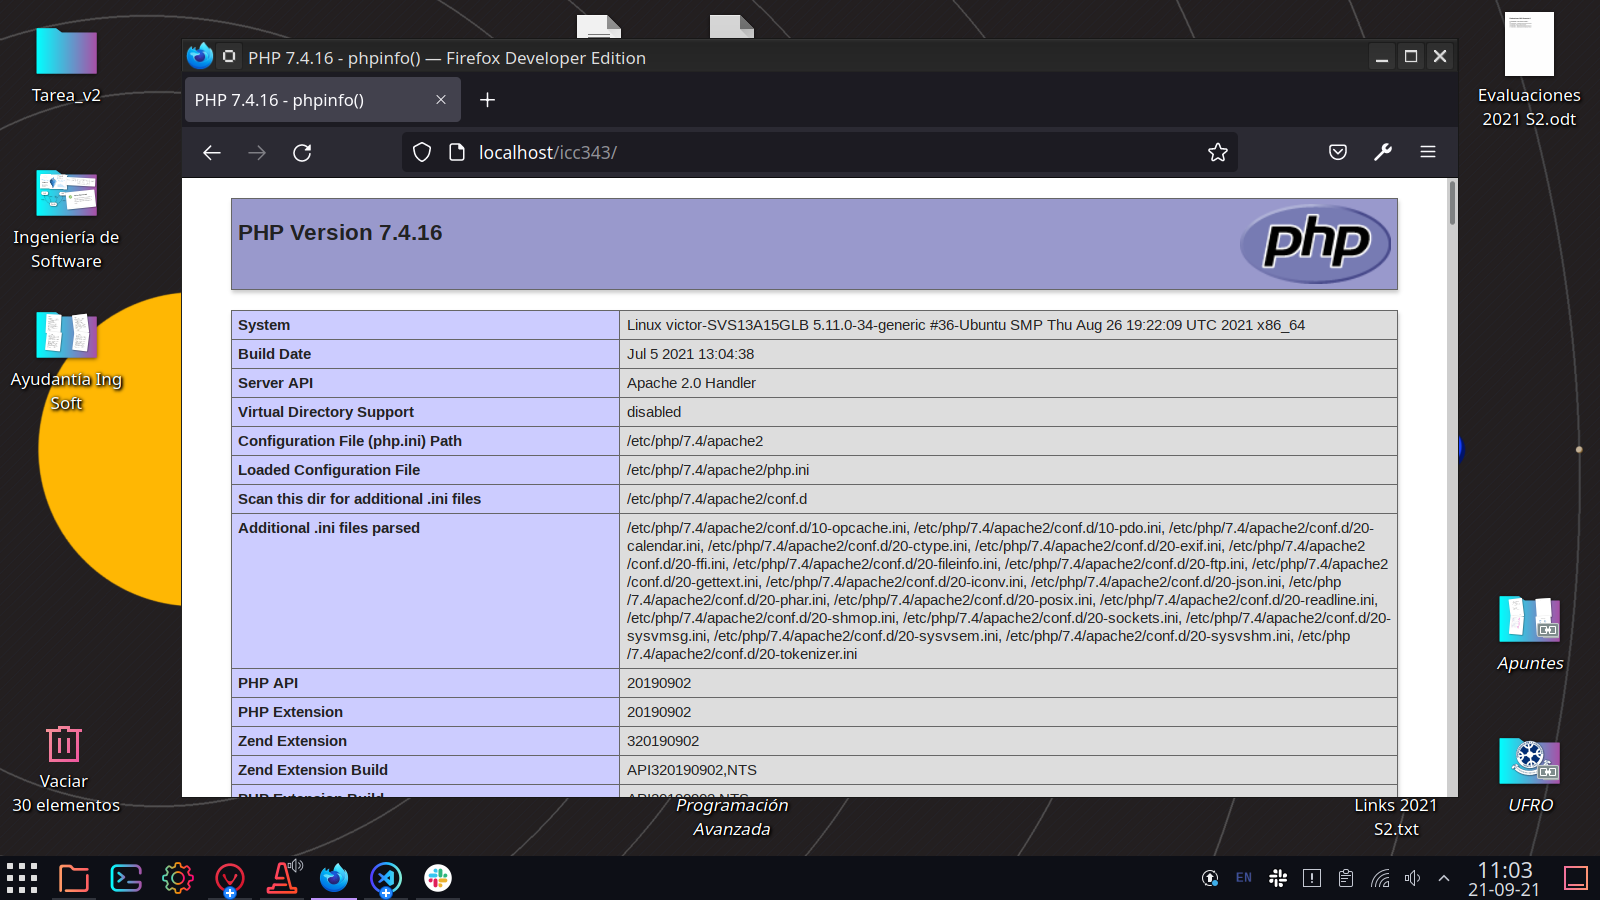 PHP 7.4.16 - phpinfo() — Firefox Developer Edition
PHP 7.4.16 - phpinfo()
localhost/icc343/
PHP Version 7.4.16
php
System Linux victor-SVS13A15GLB 5.11.0-34-generic #36-Ubuntu SMP Thu Aug 26 19:22:09 UTC 2021 x86_64
Build Date Jul 5 2021 13:04:38
Server API Apache 2.0 Handler
Virtual Directory Support disabled
Configuration File (php.ini) Path /etc/php/7.4/apache2
Loaded Configuration File /etc/php/7.4/apache2/php.ini
Scan this dir for additional .ini files /etc/php/7.4/apache2/conf.d
Additional .ini files parsed /etc/php/7.4/apache2/conf.d/10-opcache.ini, /etc/php/7.4/apache2/conf.d/10-pdo.ini, /etc/php/7.4/apache2/conf.d/20-
calendar.ini, /etc/php/7.4/apache2/conf.d/20-ctype.ini, /etc/php/7.4/apache2/conf.d/20-exif.ini, /etc/php/7.4/apache2
/conf.d/20-ffi.ini, /etc/php/7.4/apache2/conf.d/20-fileinfo.ini, /etc/php/7.4/apache2/conf.d/20-ftp.ini, /etc/php/7.4/apache2
/conf.d/20-gettext.ini, /etc/php/7.4/apache2/conf.d/20-iconv.ini, /etc/php/7.4/apache2/conf.d/20-json.ini, /etc/php
/7.4/apache2/conf.d/20-phar.ini, /etc/php/7.4/apache2/conf.d/20-posix.ini, /etc/php/7.4/apache2/conf.d/20-readline.ini,
/etc/php/7.4/apache2/conf.d/20-shmop.ini, /etc/php/7.4/apache2/conf.d/20-sockets.ini, /etc/php/7.4/apache2/conf.d/20-
sysvmsg.ini, /etc/php/7.4/apache2/conf.d/20-sysvsem.ini, /etc/php/7.4/apache2/conf.d/20-sysvshm.ini, /etc/php
/7.4/apache2/conf.d/20-tokenizer.ini
PHP API 20190902
PHP Extension 20190902
Zend Extension 320190902
Zend Extension Build API320190902,NTS
PHP Extension Build API20190902,NTS
Tarea_v2
Ingeniería de
Software
Ayudantía Ing
Soft
Vaciar
30 elementos
Programación
Avanzada
Evaluaciones
2021 S2.odt
Apuntes
UFRO
Links 2021
S2.txt
EN
11:03
21-09-21